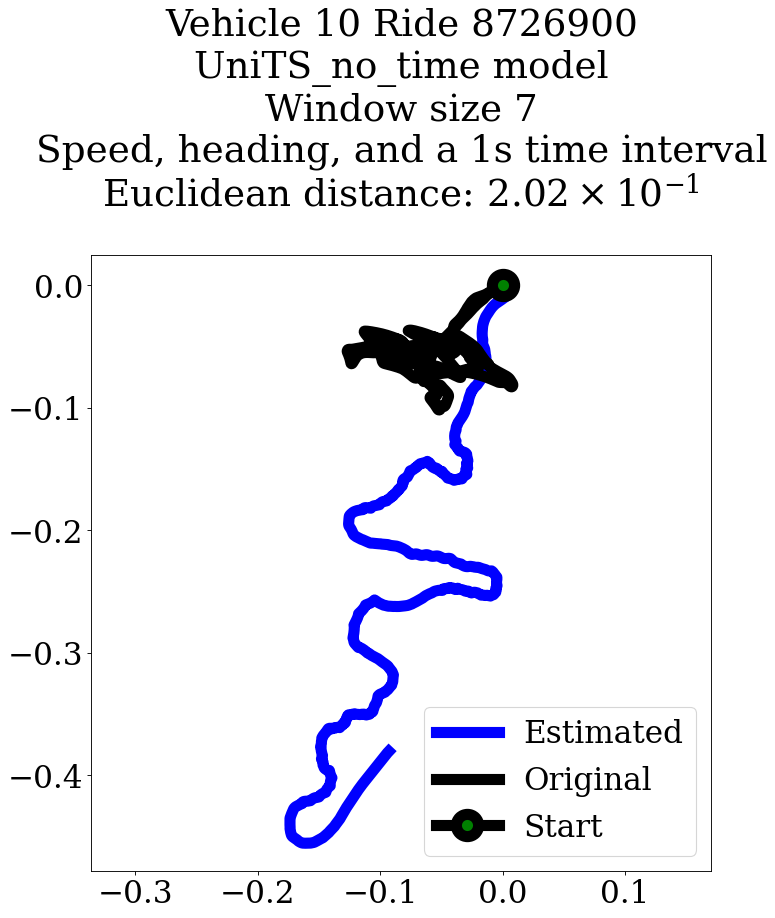 Vehicle 10 Ride 8726900
UniTS_no_time model
Window size 7
Speed, heading, and a 1s time interval
Euclidean distance: 2.02 × 10⁻¹
0.0
−0.1
−0.2
−0.3
−0.4
Estimated
Original
Start
−0.3 −0.2 −0.1 0.0 0.1